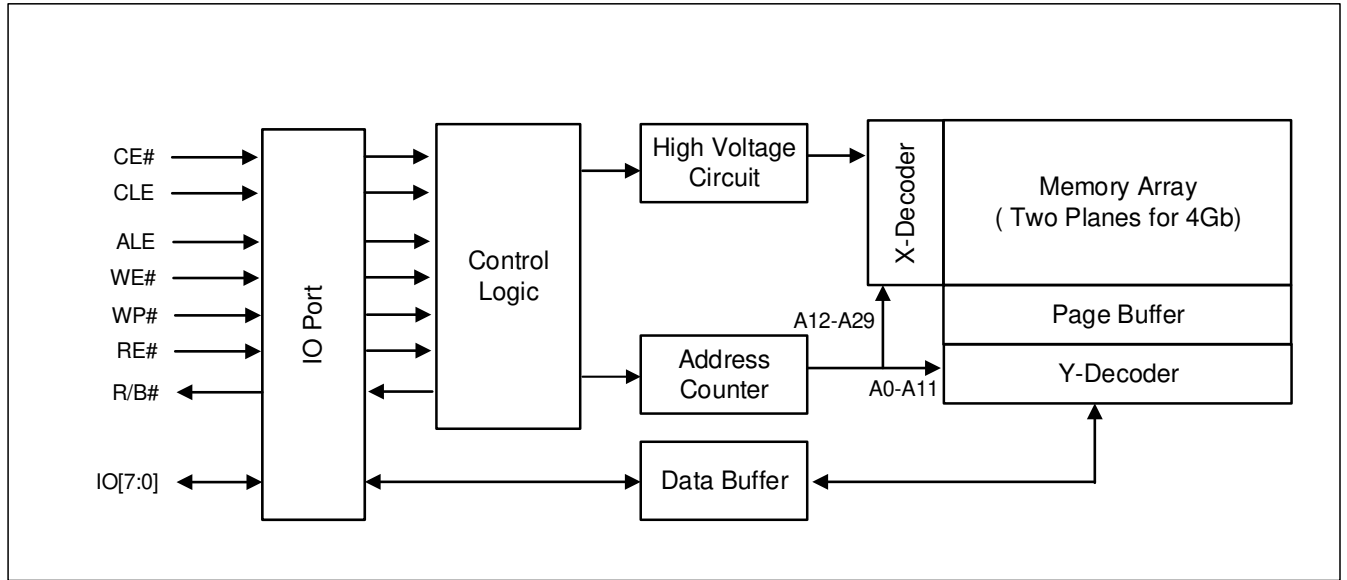 CE#
CLE
ALE
WE#
WP#
RE#
R/B#
IO[7:0]
IO Port
Control
Logic
High Voltage
Circuit
Address
Counter
Data Buffer
X-Decoder
A12-A29
A0-A11
Memory Array
( Two Planes for 4Gb)
Page Buffer
Y-Decoder